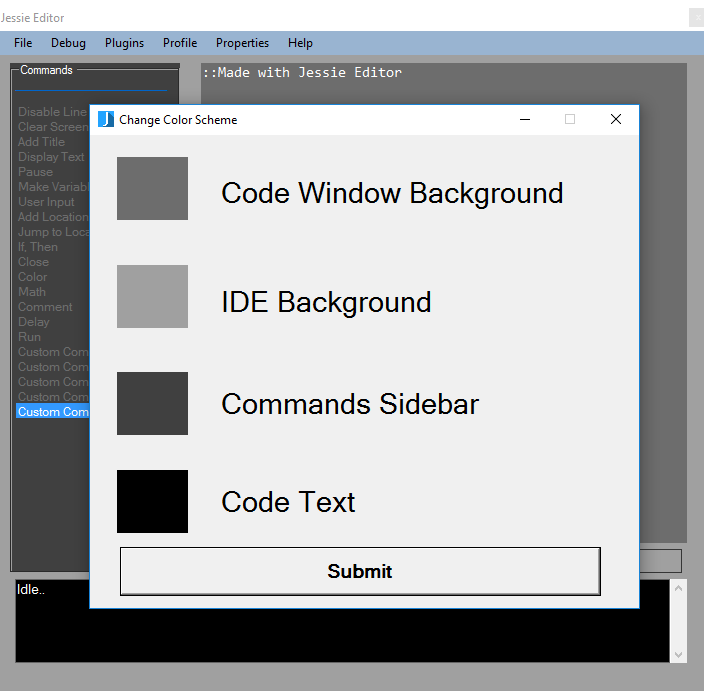 Jessie Editor
File Debug Plugins Profile Properties Help
Commands
::Made with Jessie Editor
Change Color Scheme
Disable Line
Clear Screen
Add Title
Display Text
Pause
Make Variabl
User Input
Add Location
Jump to Loca
If, Then
Close
Color
Math
Comment
Delay
Run
Custom Com
Custom Com
Custom Com
Custom Com
Custom Com
Code Window Background
IDE Background
Commands Sidebar
Code Text
Submit
Idle..